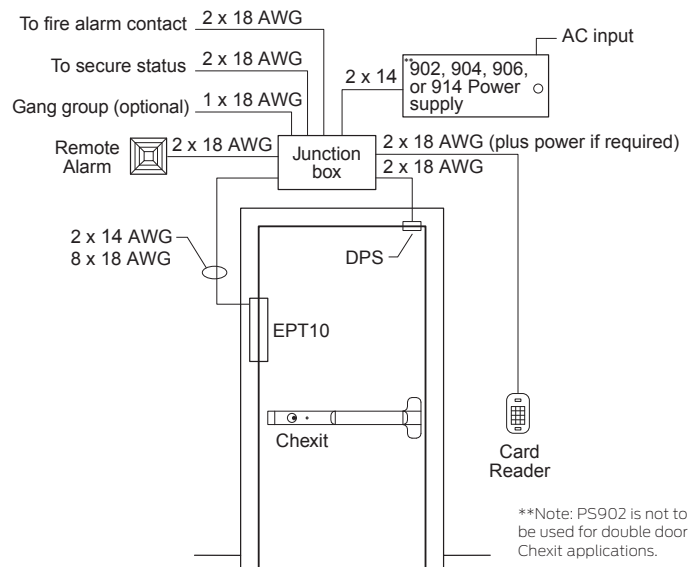 To fire alarm contact
2 x 18 AWG
To secure status
2 x 18 AWG
Gang group (optional)
1 x 18 AWG
Remote
Alarm
2 x 18 AWG
Junction
box
2 x 14
**902, 904, 906,
or 914 Power
supply
AC input
2 x 18 AWG (plus power if required)
2 x 18 AWG
2 x 14 AWG
8 x 18 AWG
DPS
EPT10
Chexit
Card
Reader
**Note: PS902 is not to
be used for double door
Chexit applications.